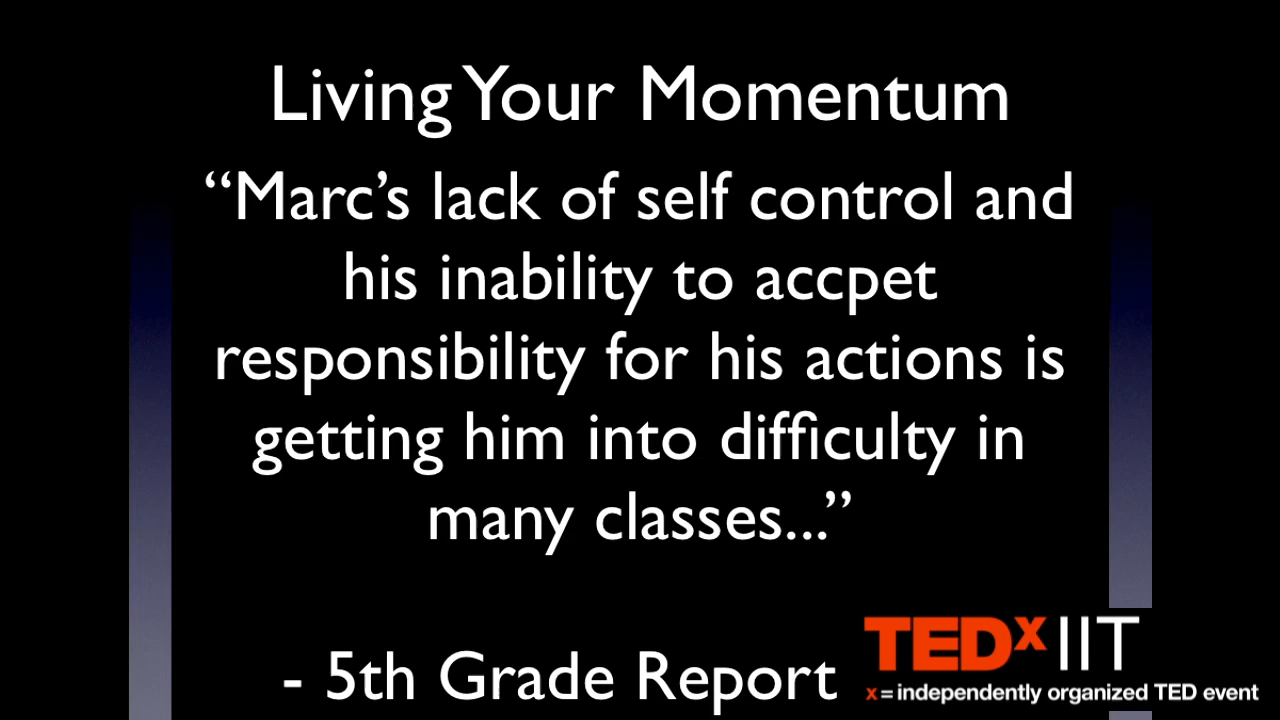 Living Your Momentum
“Marc’s lack of self control and
his inability to accpet
responsibility for his actions is
getting him into difficulty in
many classes...”
- 5th Grade Report
TEDx IIT
x = independently organized TED event